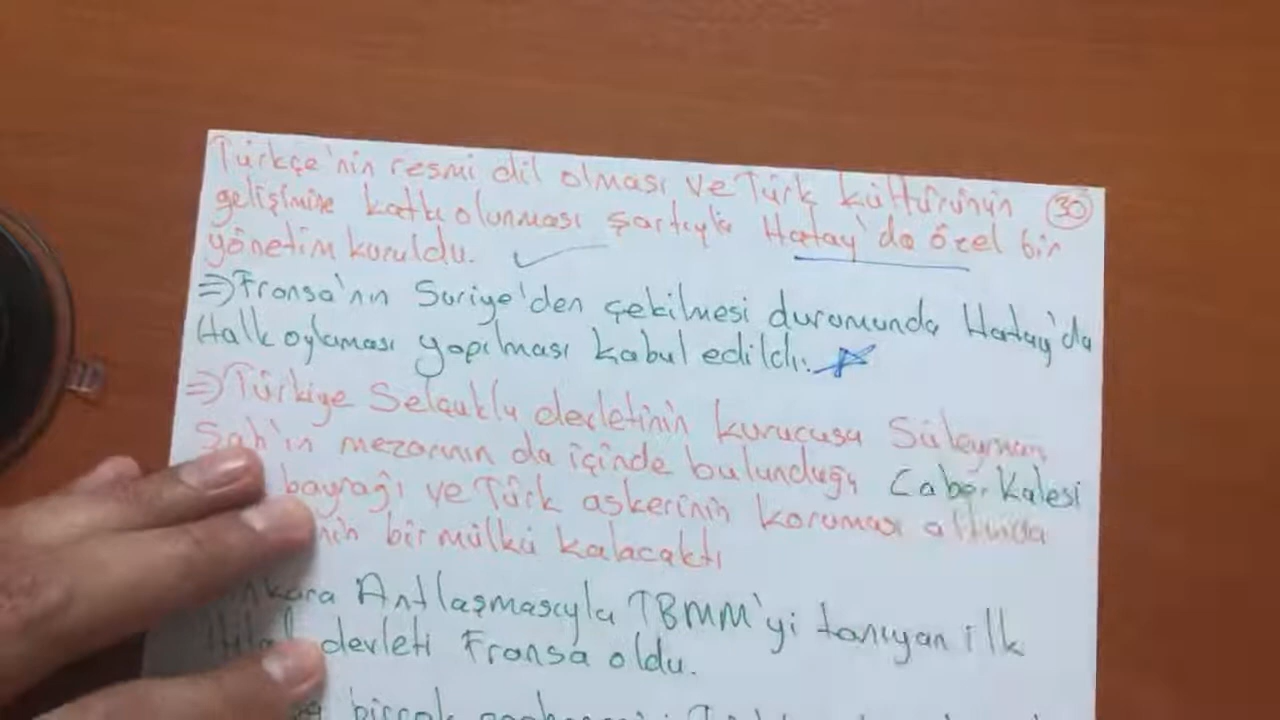 Türkçe'nin resmi dil olması ve Türk kültürünün
30
gelişimine katkı olunması şartıyla Hatay'da özel bir
yönetim kuruldu.
⇒ Fransa'nın Suriye'den çekilmesi durumunda Hatay'da
Halk oylaması yapılması kabul edildi.
⇒ Türkiye Selçuklu devletinin kurucusu Süleyman
Şah'ın mezarının da içinde bulunduğu Caber Kalesi
bayrağı ve Türk askerinin koruması altında
bir mülkü kalacaktı
Ankara Antlaşmasıyla TBMM'yi tanıyan ilk
devleti Fransa oldu.
birçok